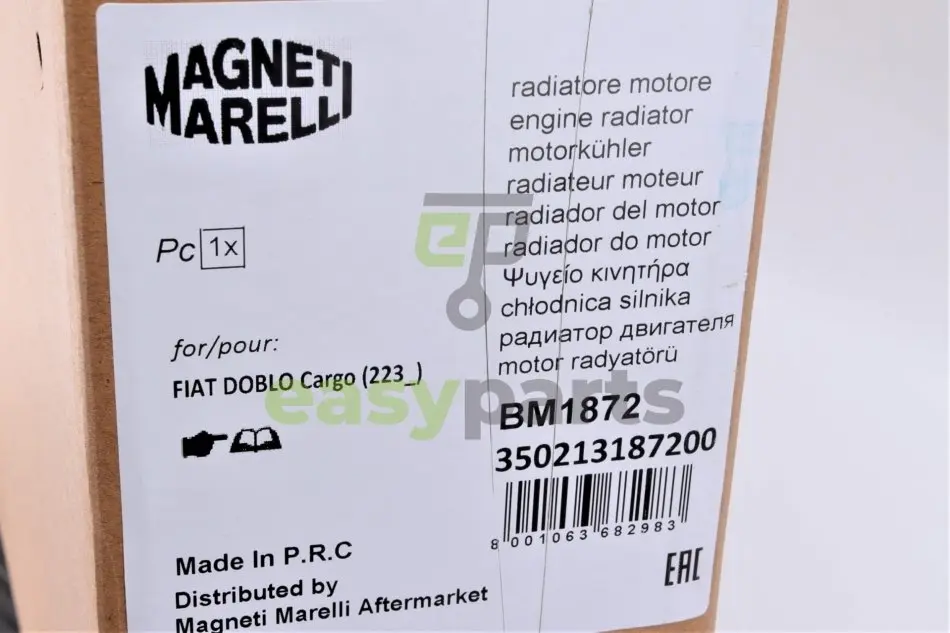 MAGNETI
MARELLI
Pc 1x
for/pour:
FIAT DOBLO Cargo (223_)
Made In P.R.C
Distributed by
Magneti Marelli Aftermarket
radiatore motore
engine radiator
motorkühler
radiateur moteur
radiador del motor
radiador do motor
Ψυγείο κινητήρα
chłodnica silnika
радиатор двигателя
motor radyatörü
BM1872
350213187200
8 001063 682983
EAC
ep
easyparts